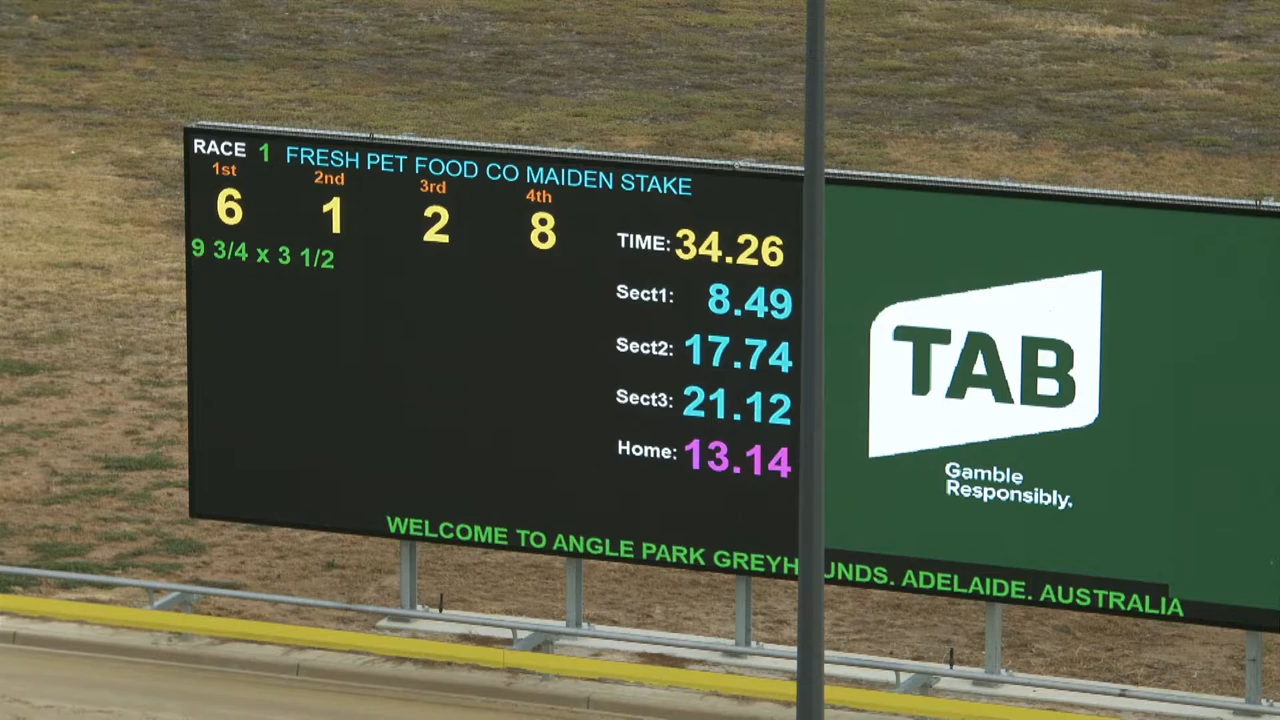 RACE 1 FRESH PET FOOD CO MAIDEN STAKE
1st 2nd 3rd 4th
6 1 2 8
9 3/4 x 3 1/2
TIME: 34.26
Sect1: 8.49
Sect2: 17.74
Sect3: 21.12
Home: 13.14
TAB
Gamble
Responsibly.
WELCOME TO ANGLE PARK GREYH UNDS. ADELAIDE. AUSTRALIA